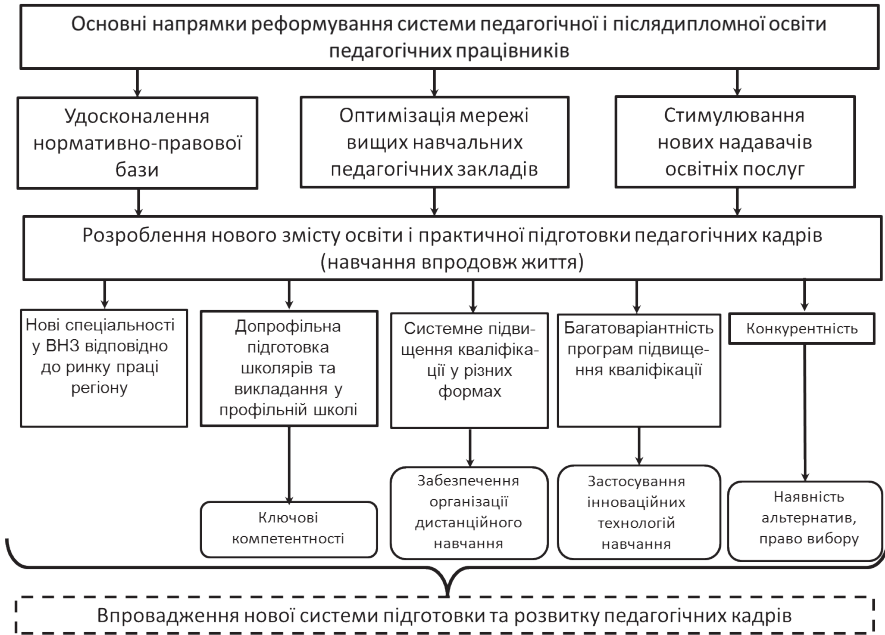 Основні напрямки реформування системи педагогічної і післядипломної освіти
педагогічних працівників
Удосконалення
нормативно-правової
бази
Оптимізація мережі
вищих навчальних
педагогічних закладів
Стимулювання
нових надавачів
освітніх послуг
Розроблення нового змісту освіти і практичної підготовки педагогічних кадрів
(навчання впродовж життя)
Нові спеціальності
у ВНЗ відповідно
до ринку праці
регіону
Допрофільна
підготовка
школярів та
викладання у
профільній школі
Системне підви-
щення кваліфіка-
ції у різних
формах
Багатоваріантність
програм підвище-
ння кваліфікації
Конкурентність
Ключові
компетентності
Забезпечення
організації
дистанційного
навчання
Застосування
інноваційних
технологій
навчання
Наявність
альтернатив,
право вибору
Впровадження нової системи підготовки та розвитку педагогічних кадрів